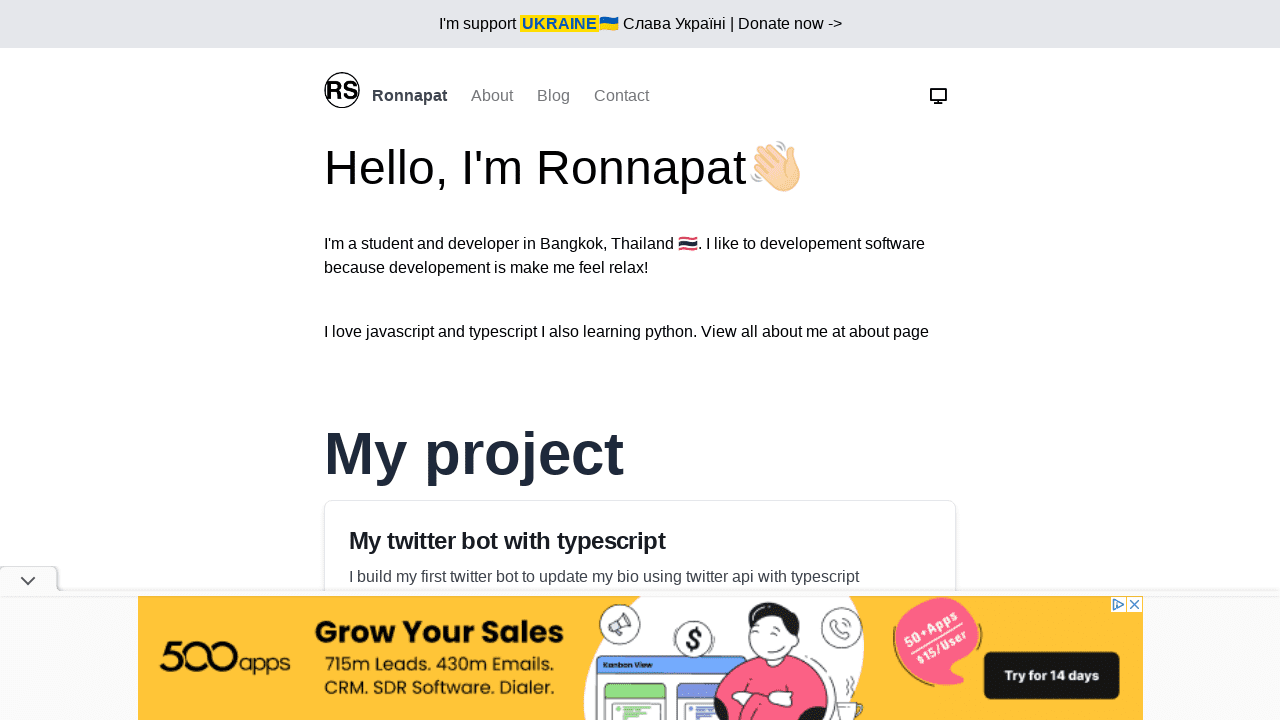 I'm support UKRAINE🇺🇦 Слава Україні | Donate now ->
RS Ronnapat About Blog Contact
Hello, I'm Ronnapat👋🏻
I'm a student and developer in Bangkok, Thailand 🇹🇭. I like to developement software
because developement is make me feel relax!
I love javascript and typescript I also learning python. View all about me at about page
My project
My twitter bot with typescript
I build my first twitter bot to update my bio using twitter api with typescript
500apps
Grow Your Sales
715m Leads. 430m Emails.
CRM. SDR Software. Dialer.
$
Kanban View
50+Apps
$15/User
Try for 14 days